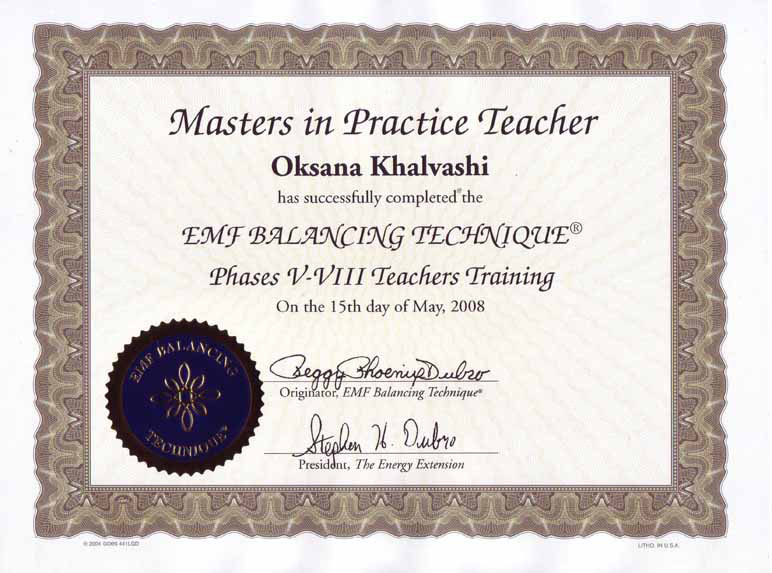 Masters in Practice Teacher
Oksana Khalvashi
has successfully completed® the
EMF BALANCING TECHNIQUE®
Phases V-VIII Teachers Training
On the 15th day of May, 2008
EMF BALANCING
TECHNIQUE®
Peggy Phoenix Dubro
Originator, EMF Balancing Technique®
Stephen H. Dubro
President, The Energy Extension
© 2004 GOES 441LGD
LITHO. IN U.S.A.